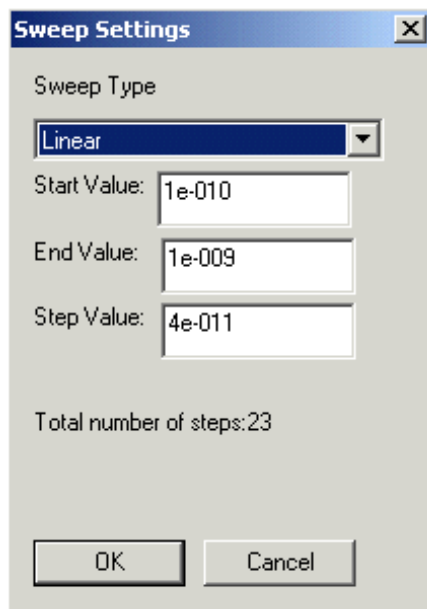 Sweep Settings
Sweep Type
Linear
Start Value: 1e-010
End Value: 1e-009
Step Value: 4e-011
Total number of steps:23
OK Cancel